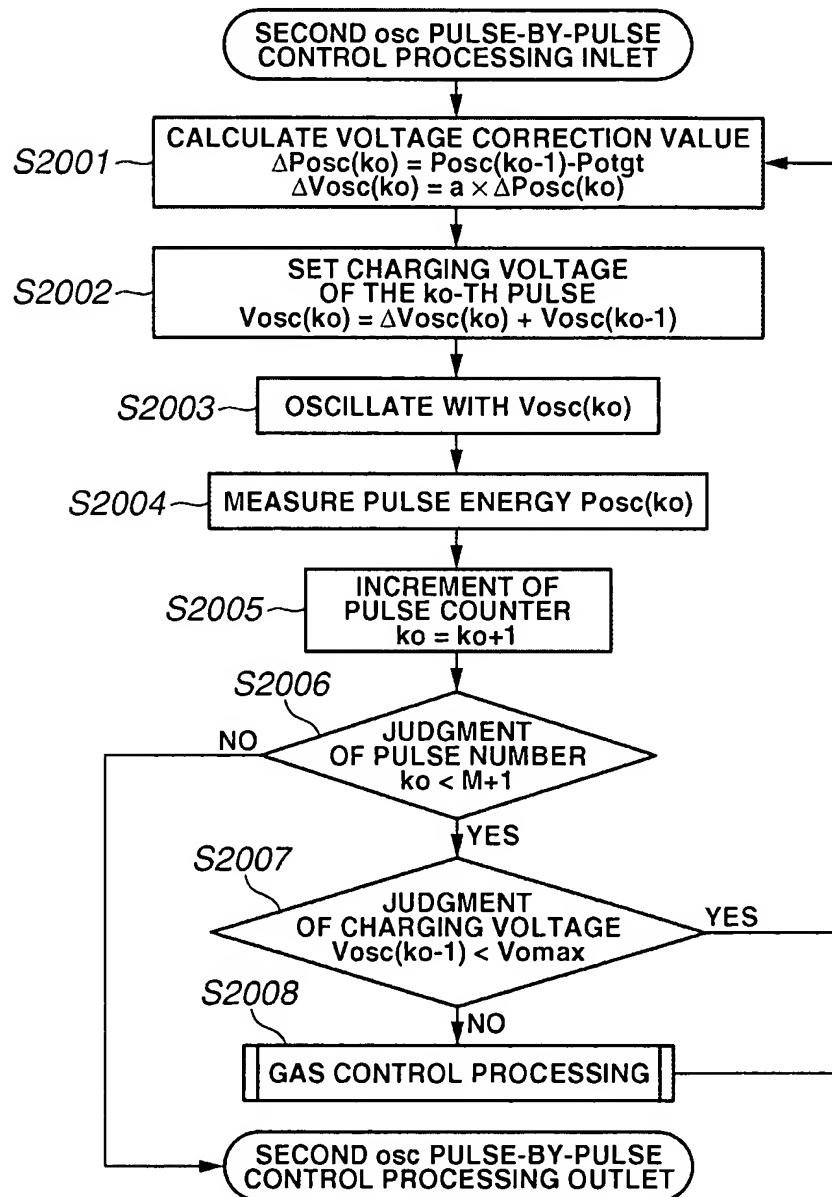 SECOND osc PULSE-BY-PULSE
CONTROL PROCESSING INLET
S2001
CALCULATE VOLTAGE CORRECTION VALUE
ΔPosc(ko) = Posc(ko-1)-Potgt
ΔVosc(ko) = a × ΔPosc(ko)
S2002
SET CHARGING VOLTAGE
OF THE ko-TH PULSE
Vosc(ko) = ΔVosc(ko) + Vosc(ko-1)
S2003
OSCILLATE WITH Vosc(ko)
S2004
MEASURE PULSE ENERGY Posc(ko)
S2005
INCREMENT OF
PULSE COUNTER
ko = ko+1
S2006
JUDGMENT
OF PULSE NUMBER
ko < M+1
NO
YES
S2007
JUDGMENT
OF CHARGING VOLTAGE
Vosc(ko-1) < Vomax
YES
NO
S2008
GAS CONTROL PROCESSING
SECOND osc PULSE-BY-PULSE
CONTROL PROCESSING OUTLET